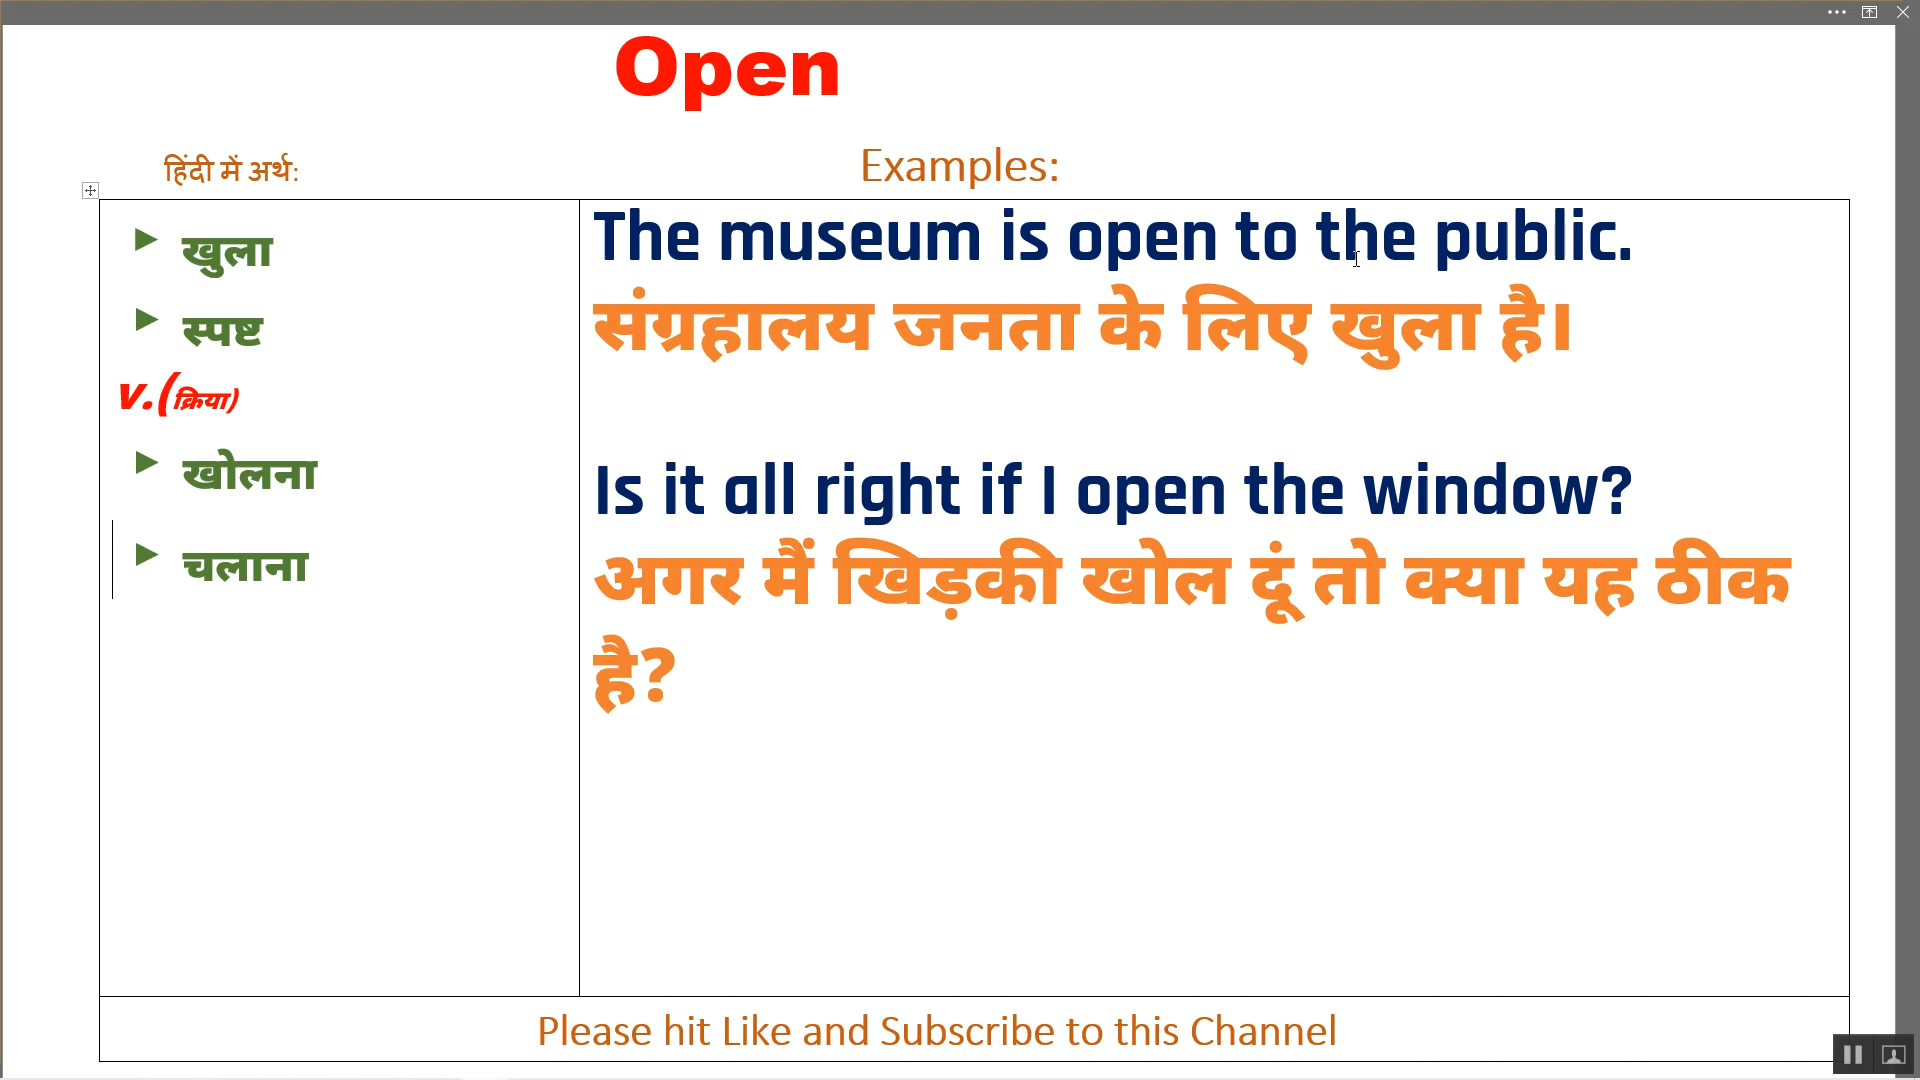 Open
हिंदी में अर्थ:
Examples:
खुला
स्पष्ट
v.(क्रिया)
खोलना
चलाना
The museum is open to the public.
संग्रहालय जनता के लिए खुला है।
Is it all right if I open the window?
अगर मैं खिड़की खोल दूं तो क्या यह ठीक
है?
Please hit Like and Subscribe to this Channel